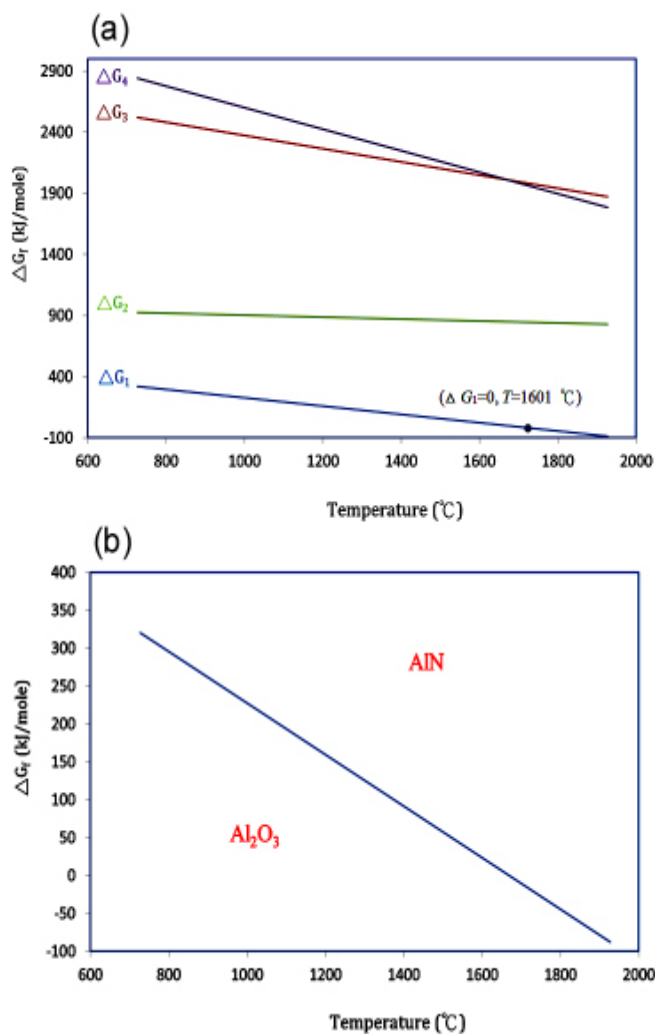 (a)
2900
2400
1900
1400
900
400
-100
△G₄
△G₃
△G₂
△G₁
(Δ G₁=0, T=1601 ℃)
△Gf (kJ/mole)
600 800 1000 1200 1400 1600 1800 2000
Temperature (℃)
(b)
400
350
300
250
200
150
100
50
0
-50
-100
AlN
Al₂O₃
△Gf (kJ/mole)
600 800 1000 1200 1400 1600 1800 2000
Temperature (℃)